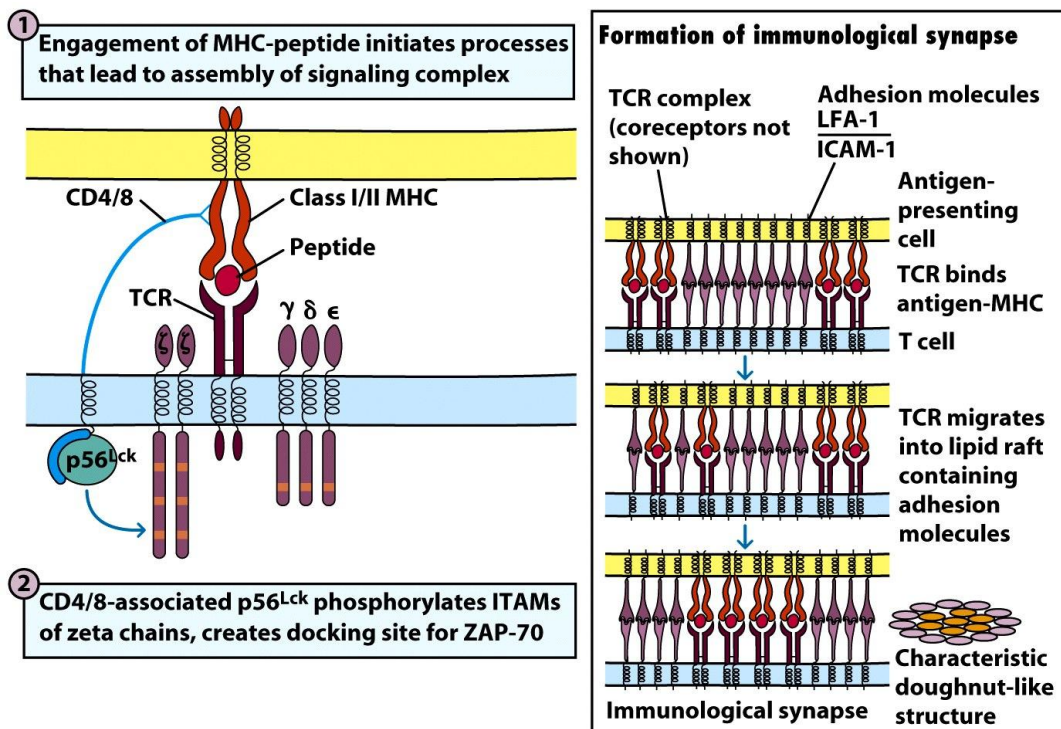 1
Engagement of MHC-peptide initiates processes
that lead to assembly of signaling complex
CD4/8
Class I/II MHC
Peptide
TCR
γ δ ϵ
ζ ζ
p56Lck
2
CD4/8-associated p56Lck phosphorylates ITAMs
of zeta chains, creates docking site for ZAP-70
Formation of immunological synapse
TCR complex
(coreceptors not
shown)
Adhesion molecules
LFA-1
ICAM-1
Antigen-
presenting
cell
TCR binds
antigen-MHC
T cell
TCR migrates
into lipid raft
containing
adhesion
molecules
Immunological synapse
Characteristic
doughnut-like
structure